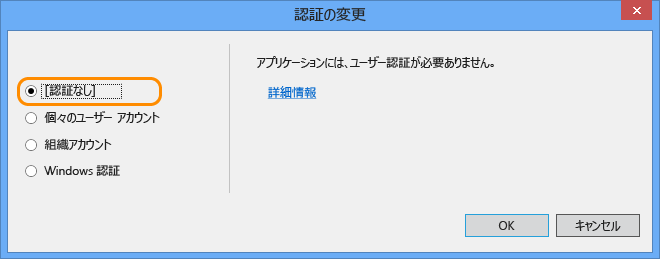 認証の変更
[認証なし]
個々のユーザー アカウント
組織アカウント
Windows 認証
アプリケーションには、ユーザー認証が必要ありません。
詳細情報
OK
キャンセル